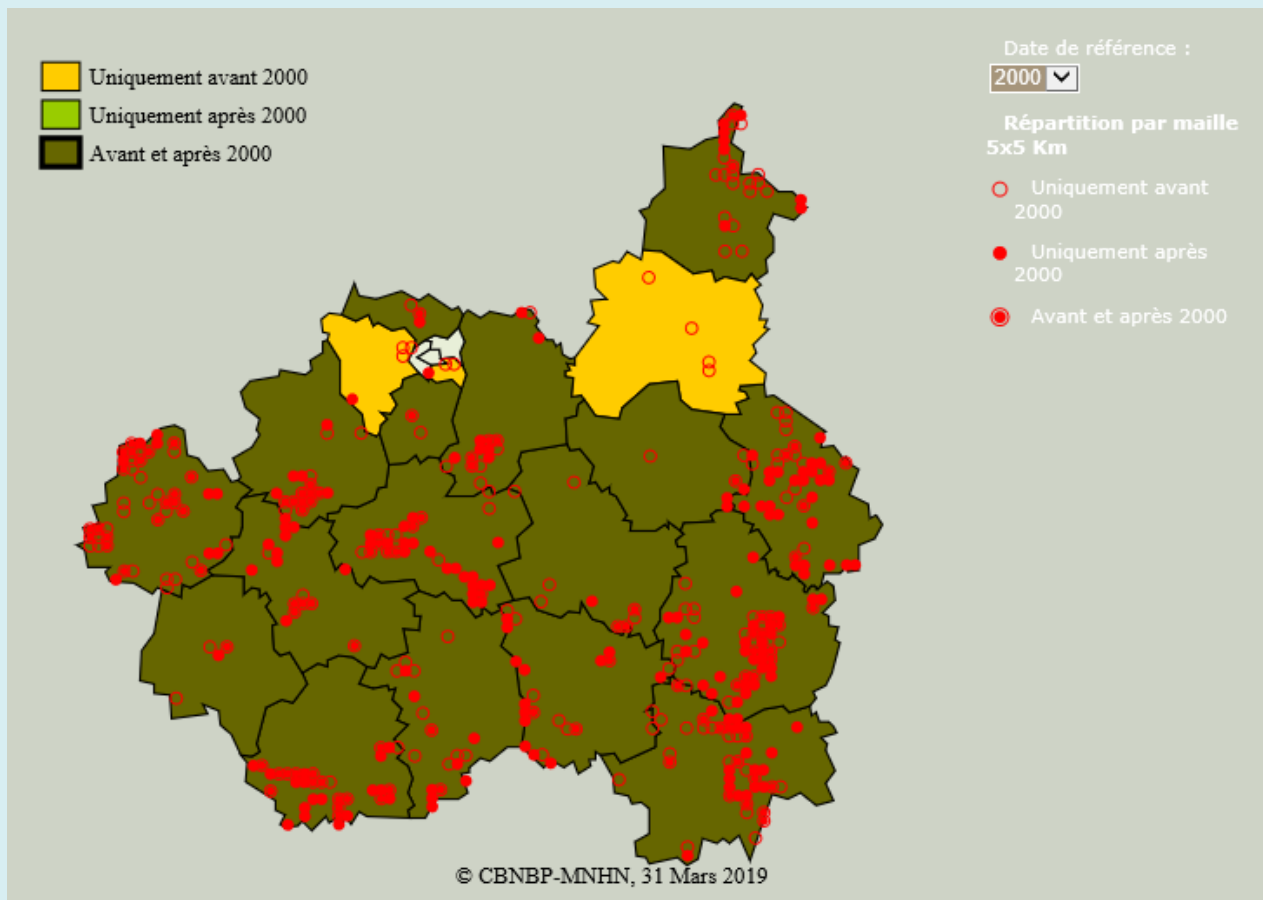 Uniquement avant 2000
Uniquement après 2000
Avant et après 2000
Date de référence :
2000
Répartition par maille
5x5 Km
Uniquement avant
2000
Uniquement après
2000
Avant et après 2000
© CBNBP-MNHN, 31 Mars 2019